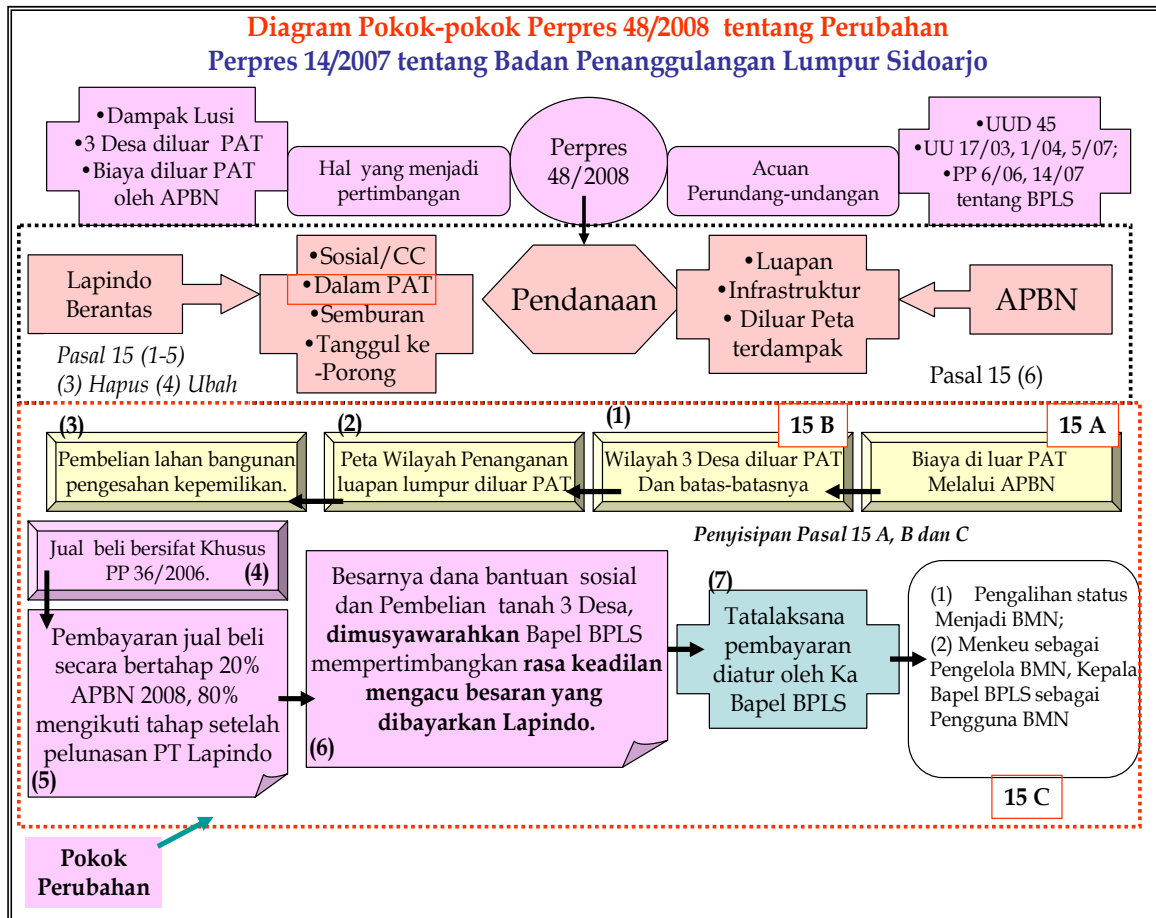 Diagram Pokok-pokok Perpres 48/2008 tentang Perubahan
Perpres 14/2007 tentang Badan Penanggulangan Lumpur Sidoarjo
•Dampak Lusi
•3 Desa diluar PAT
•Biaya diluar PAT
oleh APBN
Hal yang menjadi
pertimbangan
Perpres
48/2008
Acuan
Perundang-undangan
•UUD 45
•UU 17/03, 1/04, 5/07;
•PP 6/06, 14/07
tentang BPLS
Lapindo
Berantas
•Sosial/CC
•Dalam PAT
•Semburan
•Tanggul ke
-Porong
Pendanaan
•Luapan
•Infrastruktur
• Diluar Peta
terdampak
APBN
Pasal 15 (1-5)
(3) Hapus (4) Ubah
Pasal 15 (6)
(3)
Pembelian lahan bangunan
pengesahan kepemilikan.
(2)
Peta Wilayah Penanganan
luapan lumpur diluar PAT
(1)
15 B
Wilayah 3 Desa diluar PAT
Dan batas-batasnya
15 A
Biaya di luar PAT
Melalui APBN
Penyisipan Pasal 15 A, B dan C
Jual beli bersifat Khusus
PP 36/2006.
(4)
Pembayaran jual beli
secara bertahap 20%
APBN 2008, 80%
mengikuti tahap setelah
pelunasan PT Lapindo
(5)
Besarnya dana bantuan sosial
dan Pembelian tanah 3 Desa,
dimusyawarahkan Bapel BPLS
mempertimbangkan rasa keadilan
mengacu besaran yang
dibayarkan Lapindo.
(6)
(7)
Tatalaksana
pembayaran
diatur oleh Ka
Bapel BPLS
(1) Pengalihan status
Menjadi BMN;
(2) Menkeu sebagai
Pengelola BMN, Kepala
Bapel BPLS sebagai
Pengguna BMN
15 C
Pokok
Perubahan